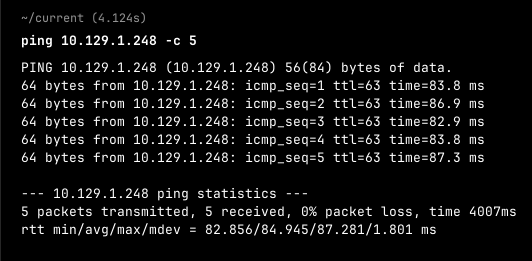 ~/current (4.124s)
ping 10.129.1.248 -c 5
PING 10.129.1.248 (10.129.1.248) 56(84) bytes of data.
64 bytes from 10.129.1.248: icmp_seq=1 ttl=63 time=83.8 ms
64 bytes from 10.129.1.248: icmp_seq=2 ttl=63 time=86.9 ms
64 bytes from 10.129.1.248: icmp_seq=3 ttl=63 time=82.9 ms
64 bytes from 10.129.1.248: icmp_seq=4 ttl=63 time=83.8 ms
64 bytes from 10.129.1.248: icmp_seq=5 ttl=63 time=87.3 ms
--- 10.129.1.248 ping statistics ---
5 packets transmitted, 5 received, 0% packet loss, time 4007ms
rtt min/avg/max/mdev = 82.856/84.945/87.281/1.801 ms